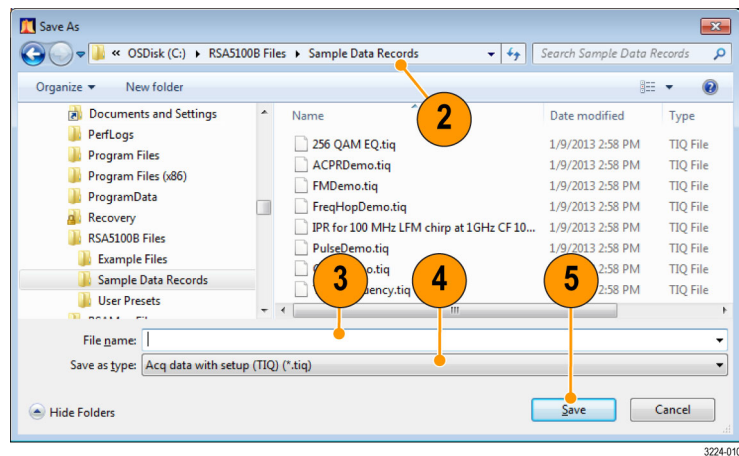 Save As
« OSDisk (C:) ▸ RSA5100B Files ▸ Sample Data Records
Search Sample Data Records
Organize
New folder
Documents and Settings
PerfLogs
Program Files
Program Files (x86)
ProgramData
Recovery
RSA5100B Files
Example Files
Sample Data Records
User Presets
Name Date modified Type
256 QAM EQ.tiq 1/9/2013 2:58 PM TIQ File
ACPRDemo.tiq 1/9/2013 2:58 PM TIQ File
FMDemo.tiq 1/9/2013 2:58 PM TIQ File
FreqHopDemo.tiq 1/9/2013 2:58 PM TIQ File
IPR for 100 MHz LFM chirp at 1GHz CF 10... 1/9/2013 2:58 PM TIQ File
PulseDemo.tiq 1/9/2013 2:58 PM TIQ File
2:58 PM TIQ File
2:58 PM TIQ File
2
3
4
5
File name:
Save as type: Acq data with setup (TIQ) (*.tiq)
Hide Folders
Save
Cancel
3224-010